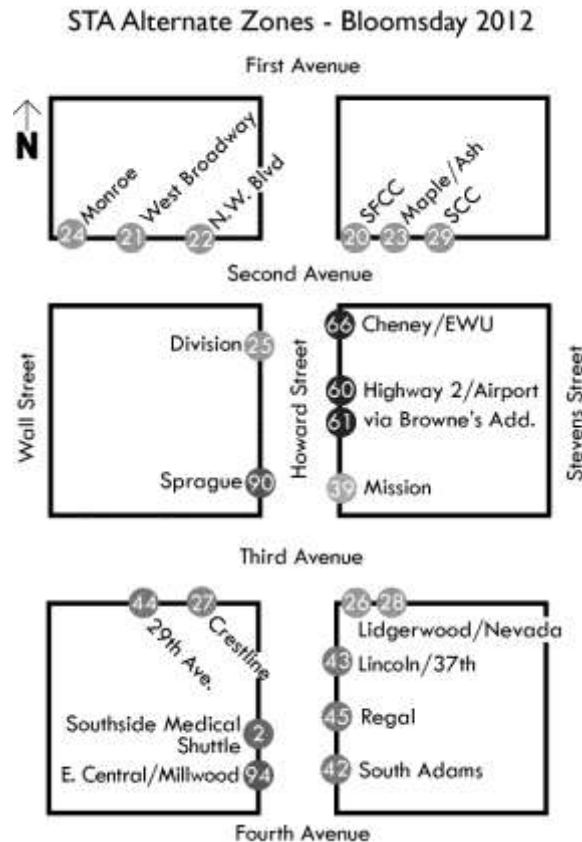 STA Alternate Zones - Bloomsday 2012
First Avenue
N
Monroe
West Broadway
N.W. Blvd
SFCC
Maple/Ash
SCC
24
21
22
20
23
29
Second Avenue
Wall Street
Howard Street
Stevens Street
Division 25
66 Cheney/EWU
60 Highway 2/Airport
61 via Browne's Add.
Sprague 90
39 Mission
Third Avenue
44
27
26
28
29th Ave.
Crestline
Lidgerwood/Nevada
43 Lincoln/37th
Southside Medical
Shuttle
2
45 Regal
E. Central/Millwood 94
42 South Adams
Fourth Avenue